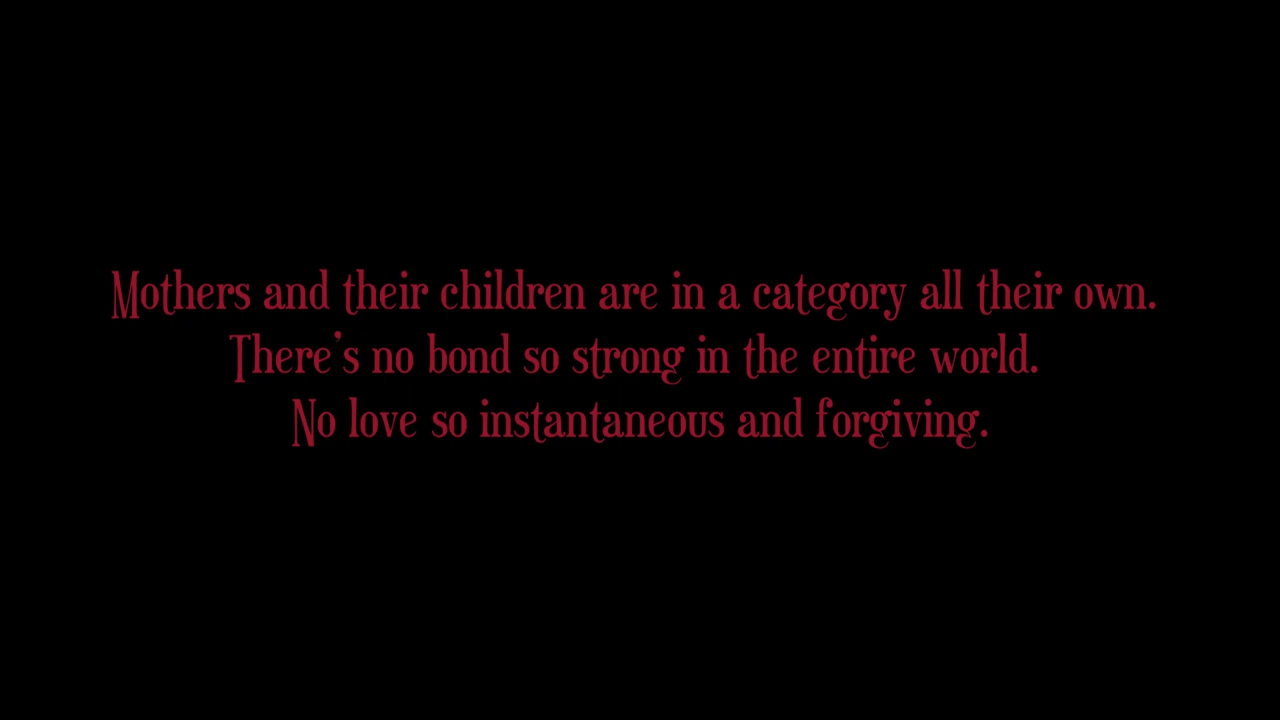 Mothers and their children are in a category all their own.
There's no bond so strong in the entire world.
No love so instantaneous and forgiving.